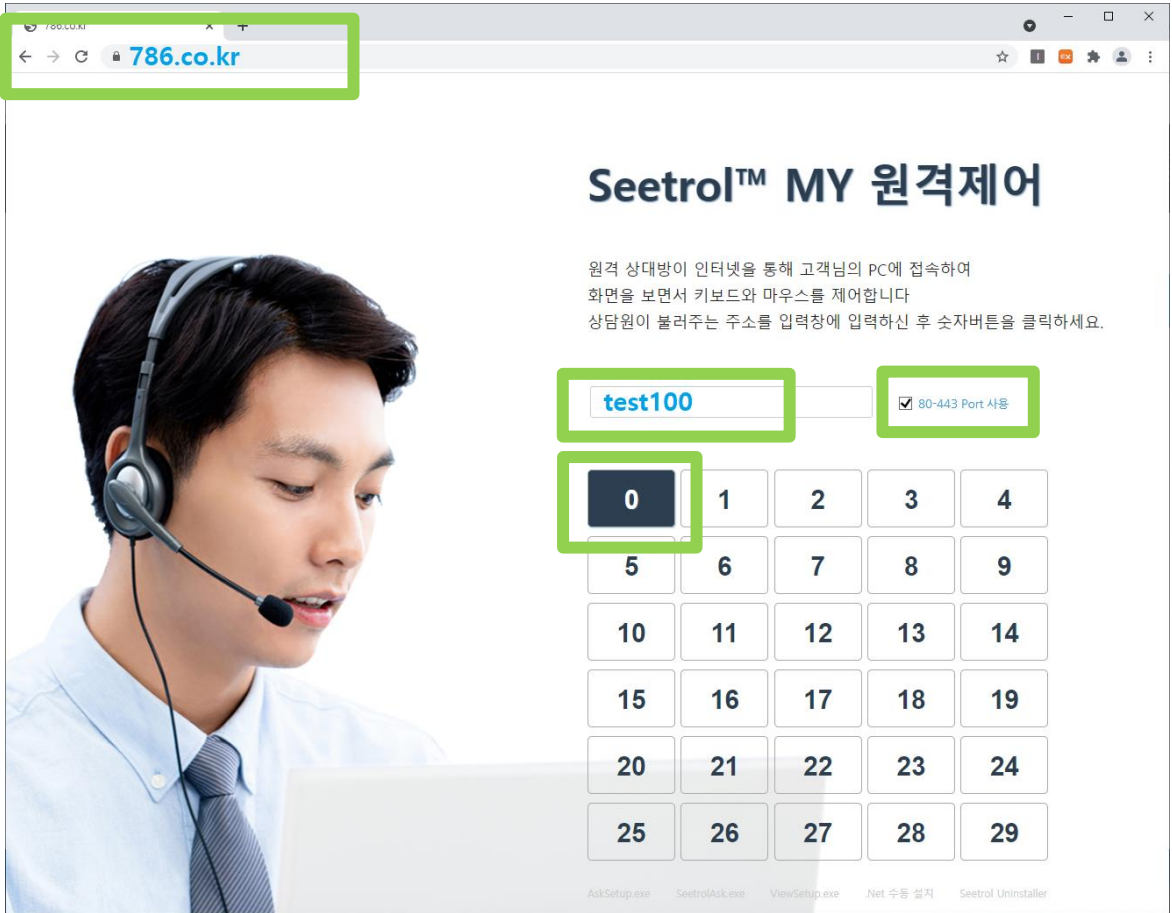 786.co.kr
786.co.kr
Seetrol™ MY 원격제어
원격 상대방이 인터넷을 통해 고객님의 PC에 접속하여
화면을 보면서 키보드와 마우스를 제어합니다
상담원이 불러주는 주소를 입력창에 입력하신 후 숫자버튼을 클릭하세요.
test100
80-443 Port 사용
0 1 2 3 4
5 6 7 8 9
10 11 12 13 14
15 16 17 18 19
20 21 22 23 24
25 26 27 28 29
AskSetup.exe SeetrolAsk.exe ViewSetup.exe .Net 수동 설치 Seetrol Uninstaller